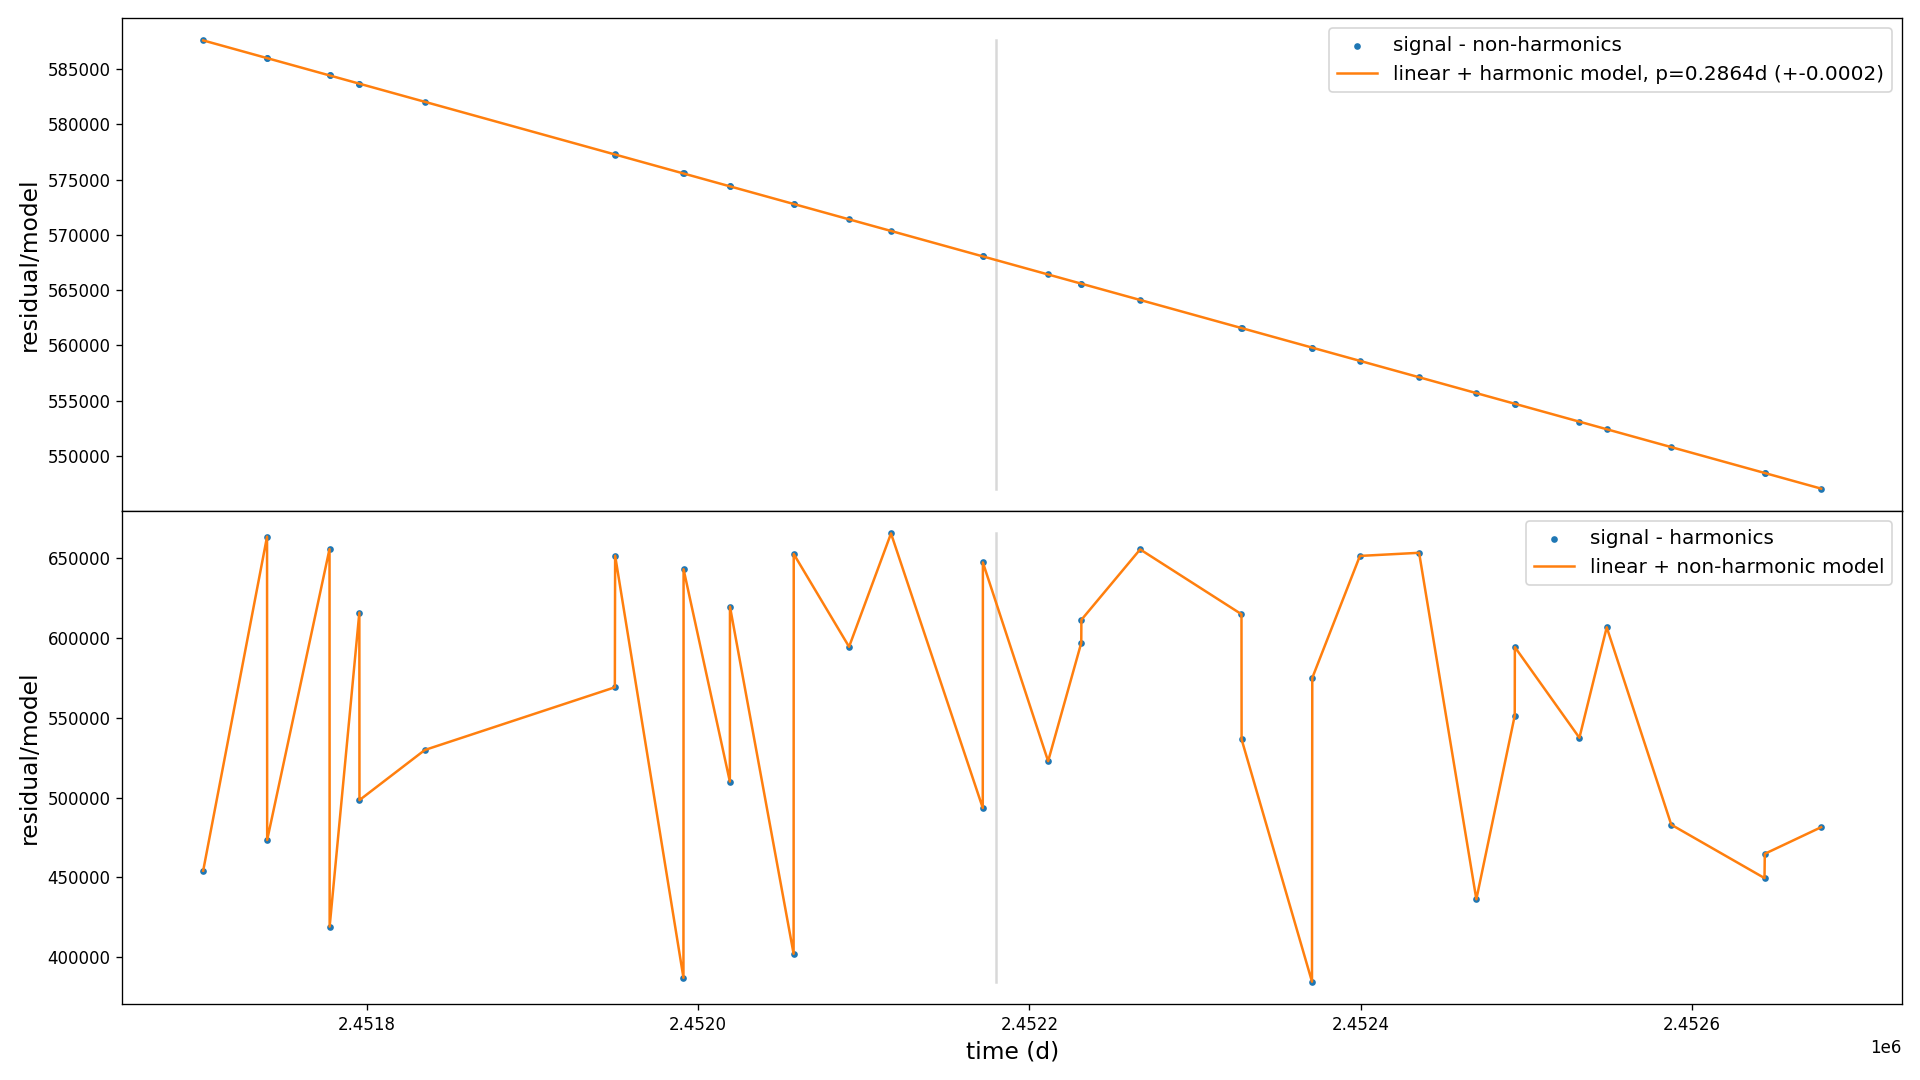 signal - non-harmonics
linear + harmonic model, p=0.2864d (+-0.0002)
585000
580000
575000
570000
565000
560000
555000
550000
residual/model
signal - harmonics
linear + non-harmonic model
650000
600000
550000
500000
450000
400000
residual/model
2.4518
2.4520
2.4522
2.4524
2.4526
1e6
time (d)